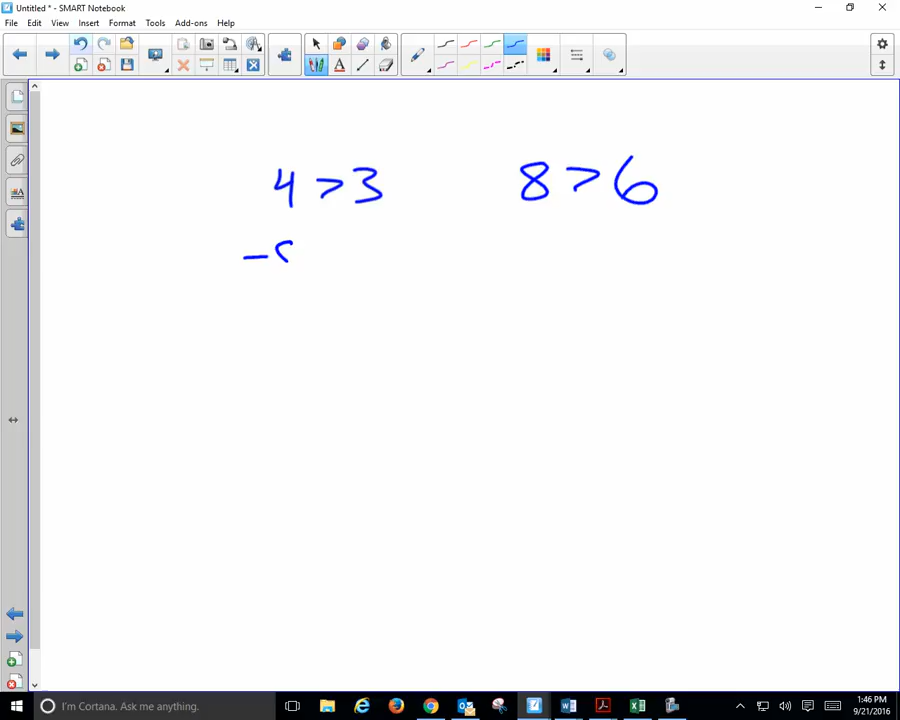 Untitled * - SMART Notebook
File Edit View Insert Format Tools Add-ons Help
4 > 3 8 > 6
I'm Cortana. Ask me anything.
1:46 PM
9/21/2016